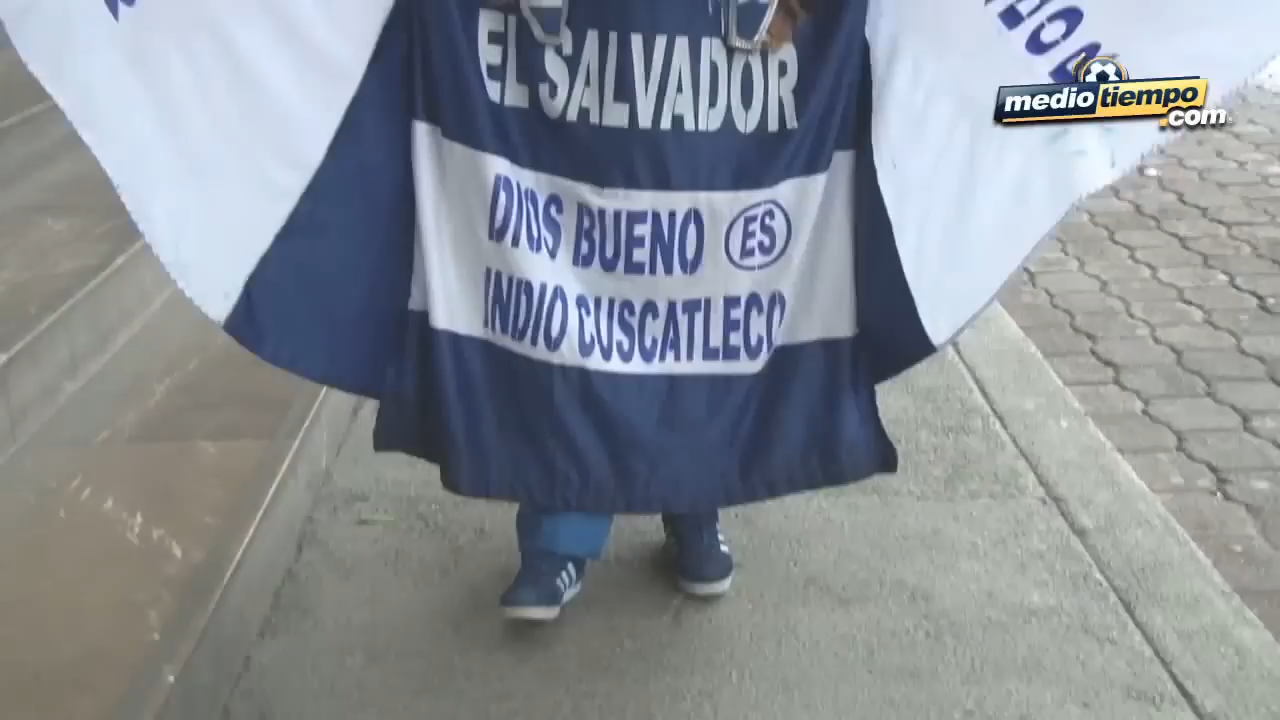 EL SALVADOR
DIOS BUENO ES
INDIO CUSCATLECO
mediotiempo
.com